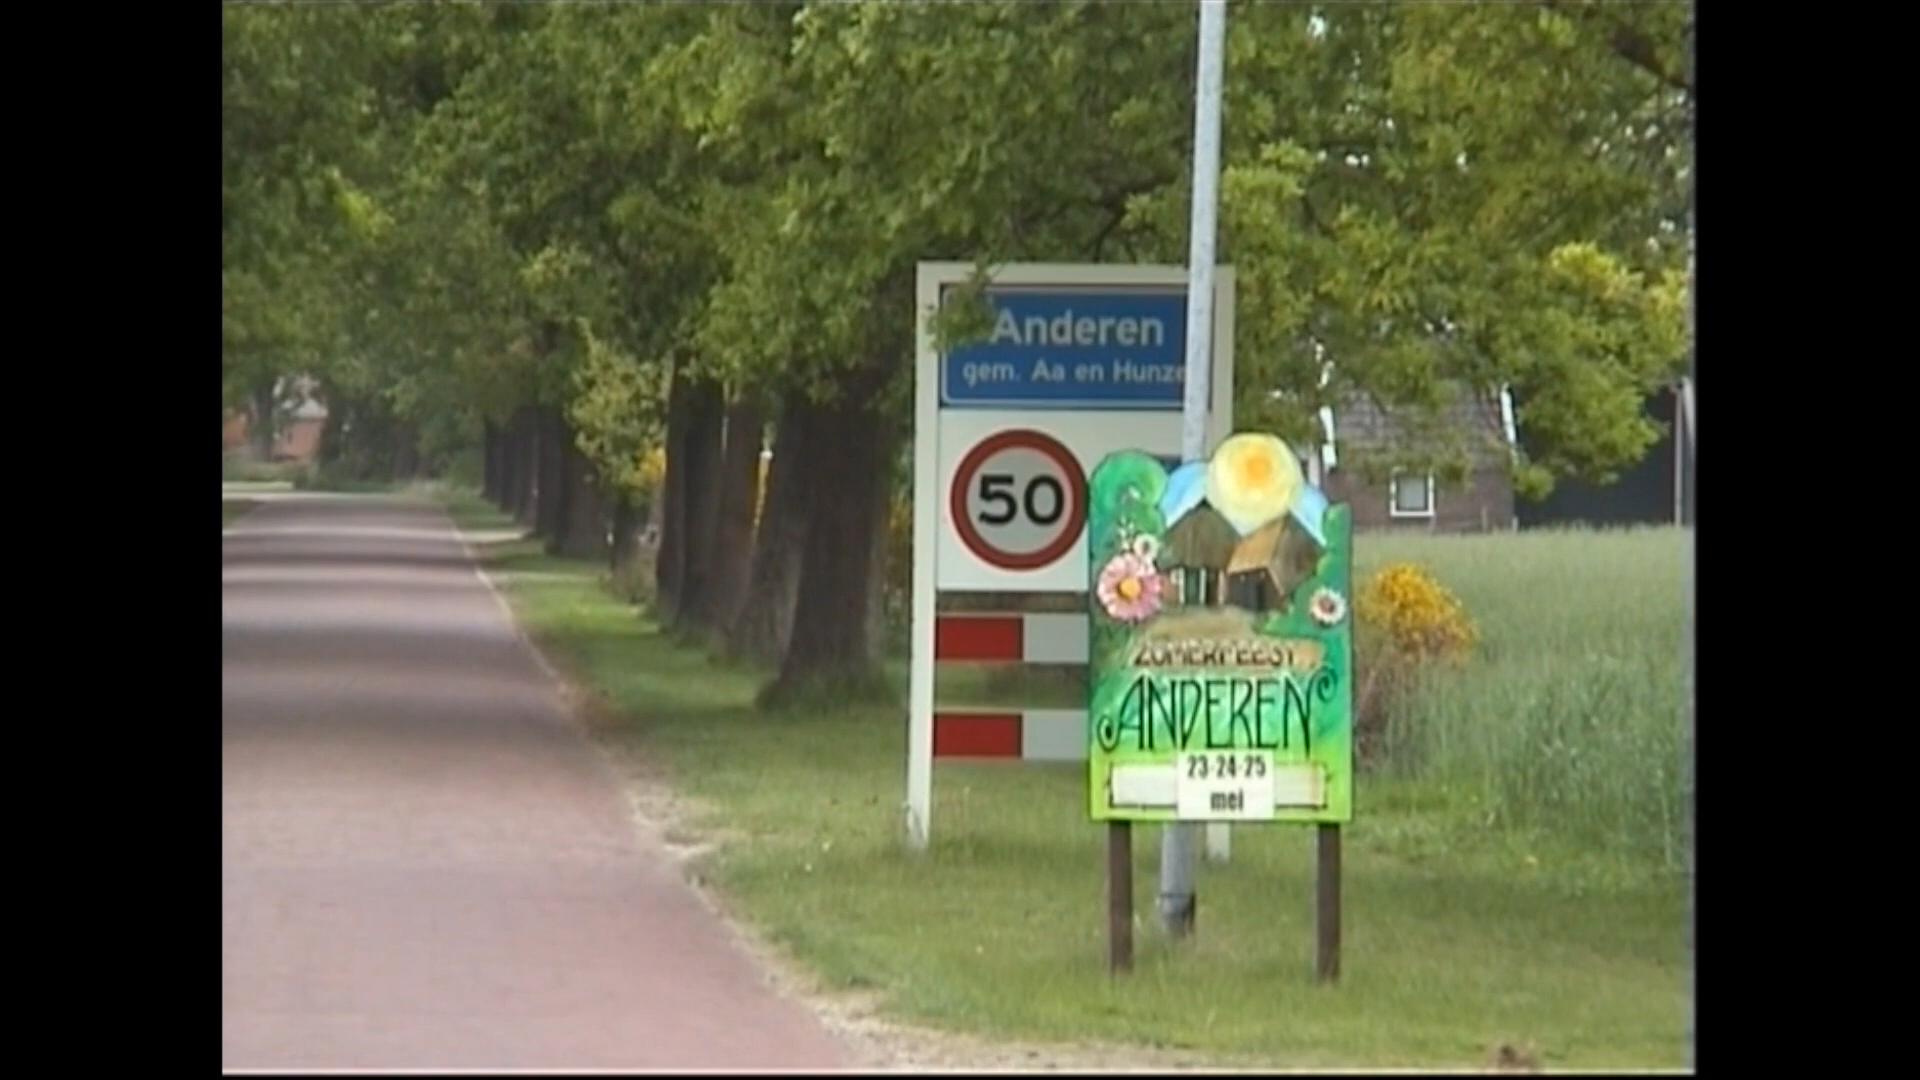 Anderen
gem. Aa en Hunze
50
ZOMERFEEST
ANDEREN
23-24-25
mei